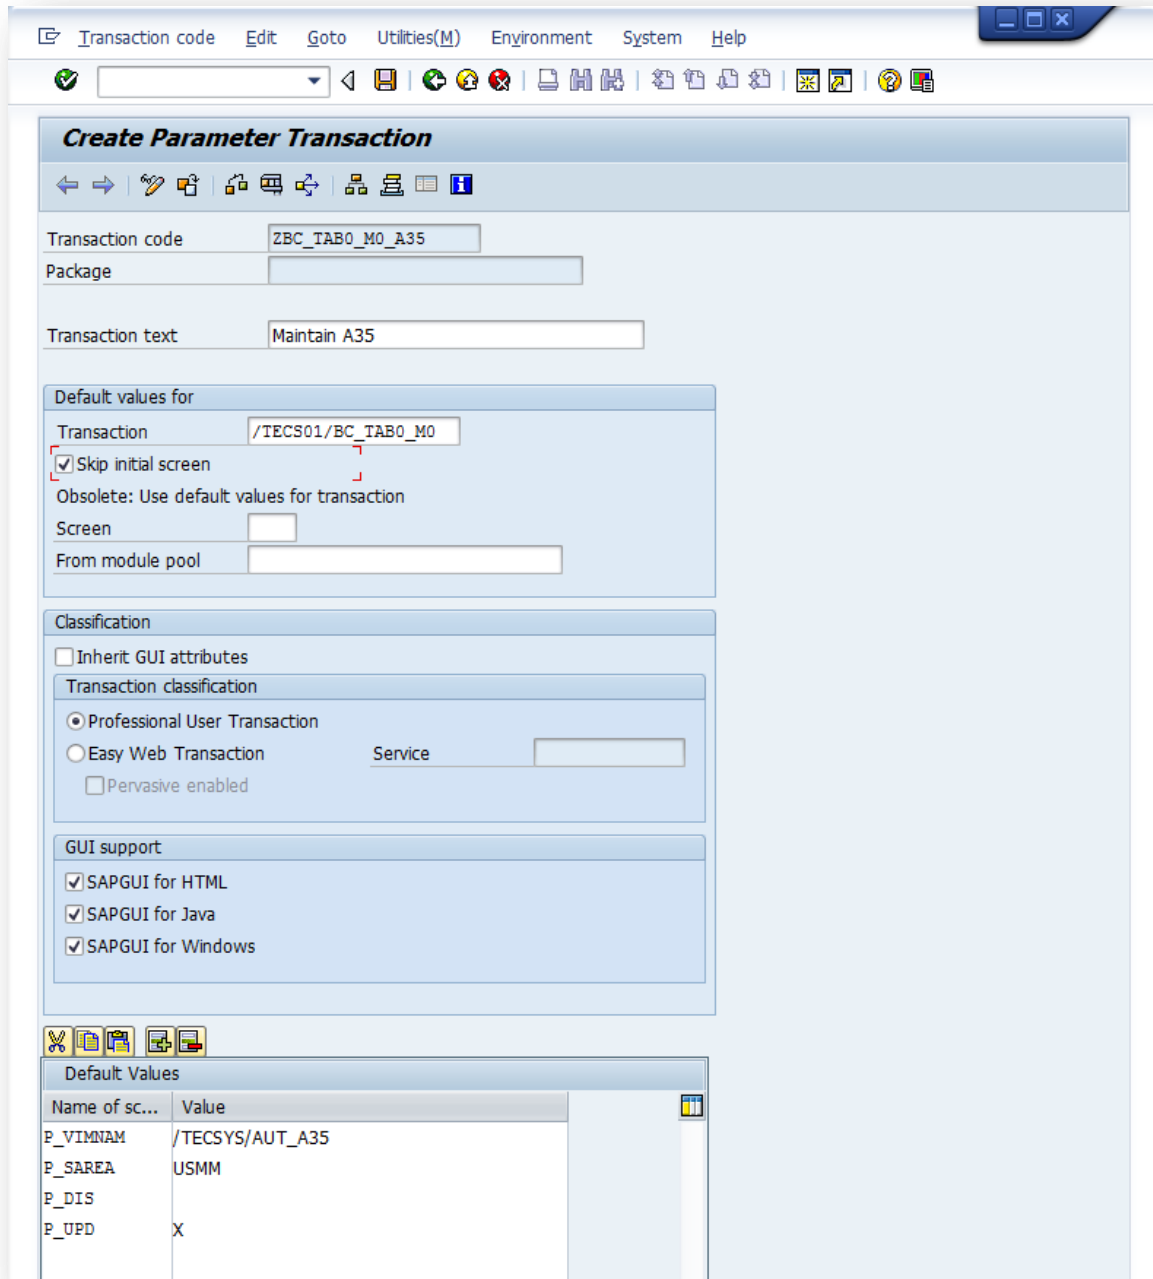 Transaction code Edit Goto Utilities(M) Environment System Help
Create Parameter Transaction
Transaction code ZBC_TAB0_M0_A35
Package
Transaction text Maintain A35
Default values for
Transaction /TECS01/BC_TAB0_M0
Skip initial screen
Obsolete: Use default values for transaction
Screen
From module pool
Classification
Inherit GUI attributes
Transaction classification
Professional User Transaction
Easy Web Transaction Service
Pervasive enabled
GUI support
SAPGUI for HTML
SAPGUI for Java
SAPGUI for Windows
Default Values
Name of sc... Value
P_VIMNAM /TECSYS/AUT_A35
P_SAREA USMM
P_DIS
P_UPD X